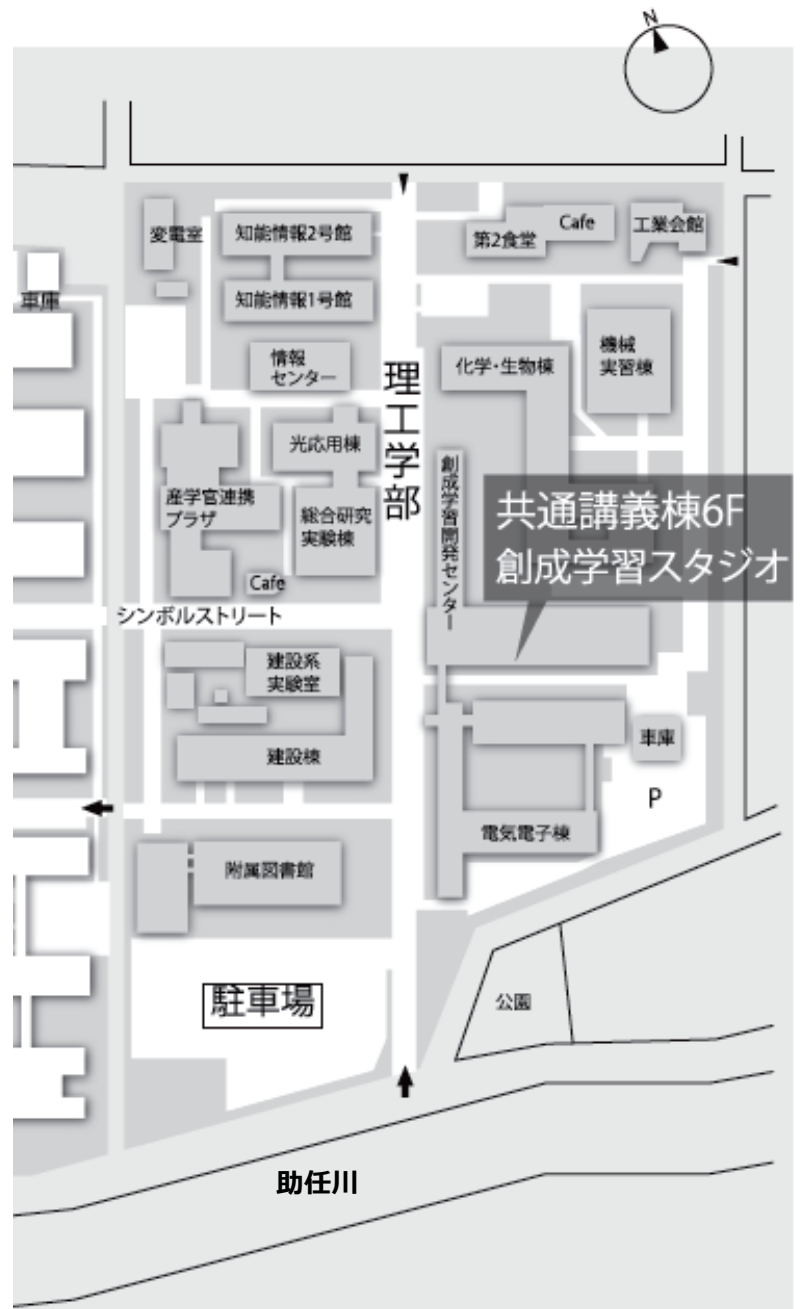 N
変電室
知能情報2号館
第2食堂
Cafe
工業会館
車庫
知能情報1号館
情報
センター
化学・生物棟
機械
実習棟
理工学部
光応用棟
産学官連携
プラザ
総合研究
実験棟
創成学習開発センター
共通講義棟6F
創成学習スタジオ
Cafe
シンボルストリート
建設系
実験室
建設棟
車庫
P
電気電子棟
附属図書館
駐車場
公園
助任川